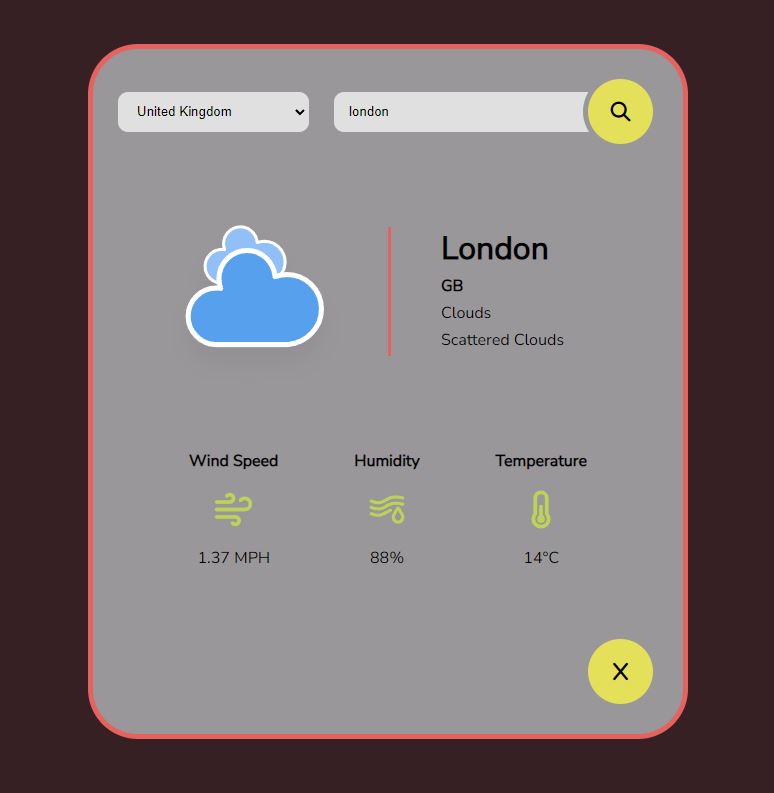 United Kingdom
london
London
GB
Clouds
Scattered Clouds
Wind Speed Humidity Temperature
1.37 MPH 88% 14°C
X